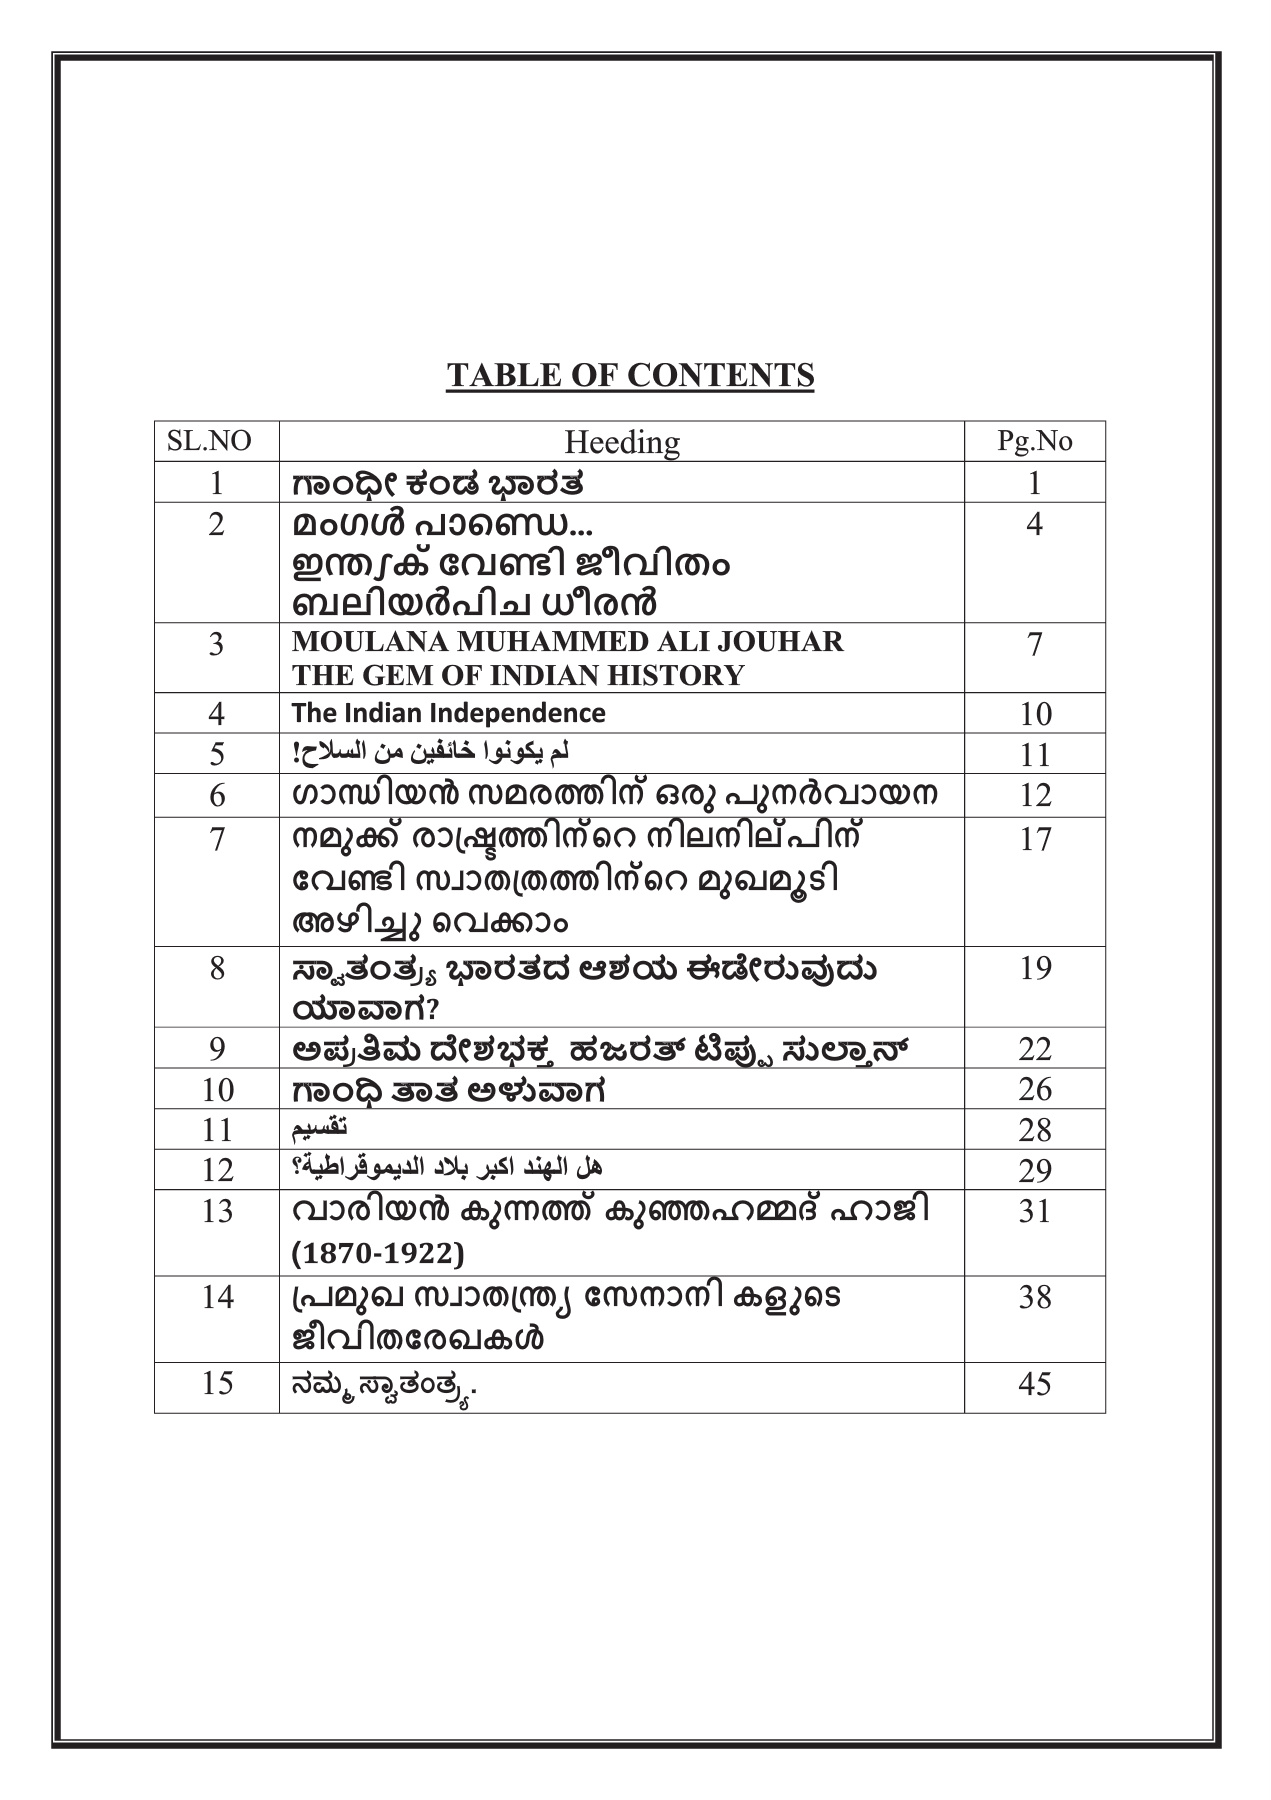 TABLE OF CONTENTS
SL.NO Heeding Pg.No
1 ಗಾಂಧೀ ಕಂಡ ಭಾರತ 1
2 മംഗൾ പാണ്ഡെ... 4
ഇന്ത്യക് വേണ്ടി ജീവിതം
ബലിയർപിച ധീരൻ
3 MOULANA MUHAMMED ALI JOUHAR 7
THE GEM OF INDIAN HISTORY
4 The Indian Independence 10
5 لم يكونوا خائفين من السلاح! 11
6 ഗാന്ധിയൻ സമരത്തിന് ഒരു പുനർവായന 12
7 നമുക്ക് രാഷ്ട്രത്തിന്റെ നിലനില്പിന് 17
വേണ്ടി സ്വാതത്രത്തിന്റെ മുഖമൂടി
അഴിച്ചു വെക്കാം
8 ಸ್ವಾತಂತ್ರ್ಯ ಭಾರತದ ಆಶಯ ಈಡೇರುವುದು 19
ಯಾವಾಗ?
9 ಅಪ್ರತಿಮ ದೇಶಭಕ್ತ ಹಜರತ್ ಟಿಪ್ಪು ಸುಲ್ತಾನ್ 22
10 ಗಾಂಧಿ ತಾತ ಅಳುವಾಗ 26
11 تقسيم 28
12 هل الهند اكبر بلاد الديموقراطية؟ 29
13 വാരിയൻ കുന്നത്ത് കുഞ്ഞഹമ്മദ് ഹാജി 31
(1870-1922)
14 പ്രമുഖ സ്വാതന്ത്ര്യ സേനാനി കളുടെ 38
ജീവിതരേഖകൾ
15 ನಮ್ಮ ಸ್ವಾತಂತ್ರ್ಯ. 45